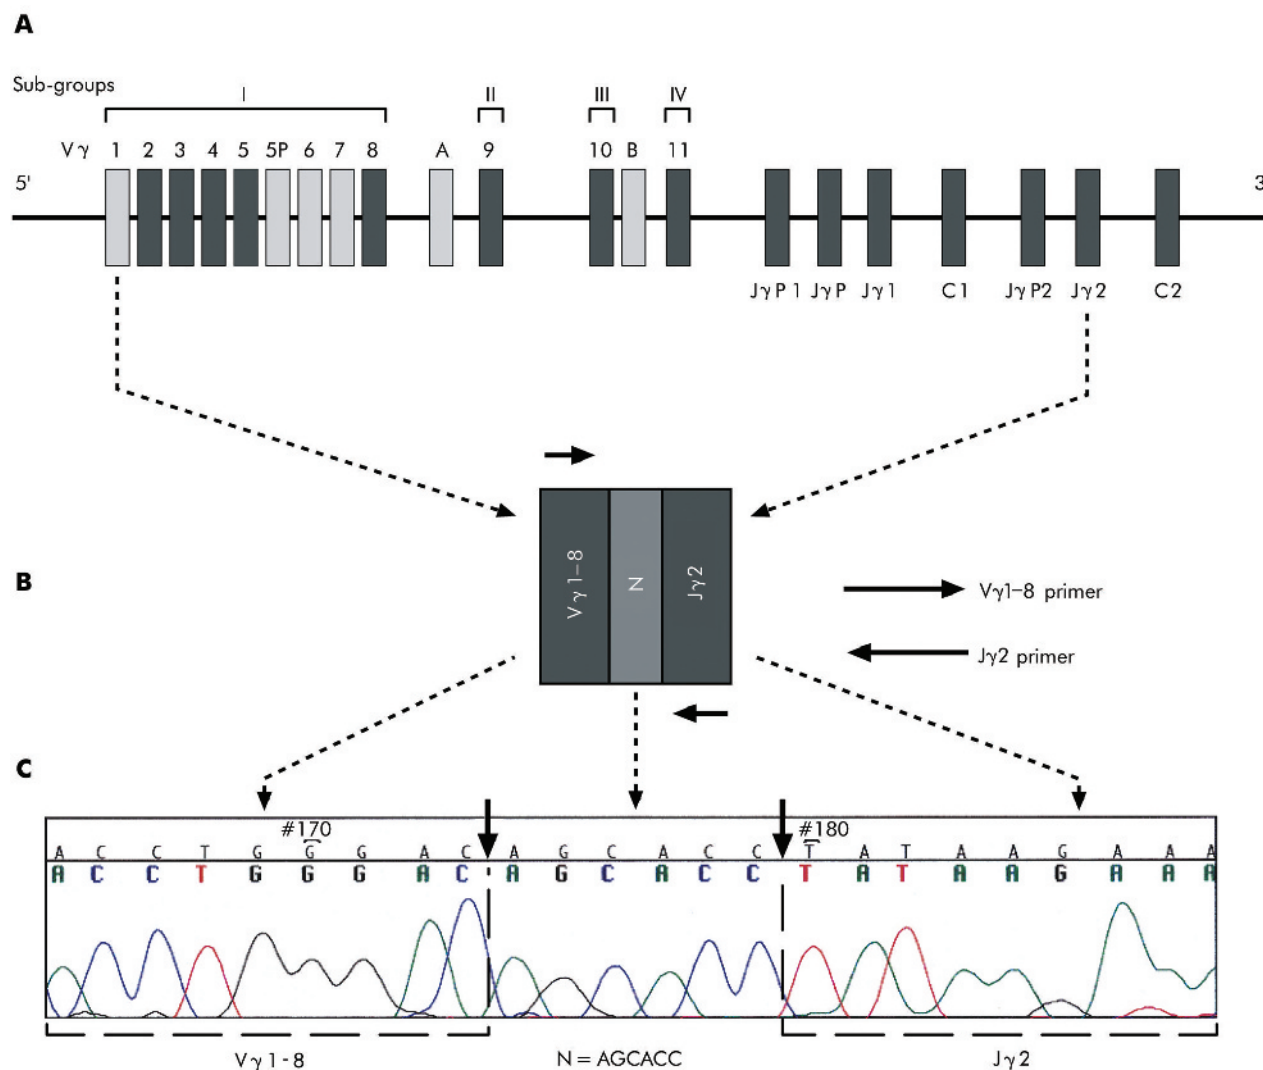 A
Sub-groups
I II III IV
Vγ 1 2 3 4 5 5P 6 7 8 A 9 10 B 11
5' 3
JγP1 JγP Jγ1 C1 JγP2 Jγ2 C2
B
Vγ1–8 N Jγ2
Vγ1–8 primer
Jγ2 primer
C
#170 #180
A C C T G G G A C A G C A C C T A T A A G A A A
A C C T G G G A C A G C A C C T A T A A G A A A
Vγ1-8 N = AGCACC Jγ2